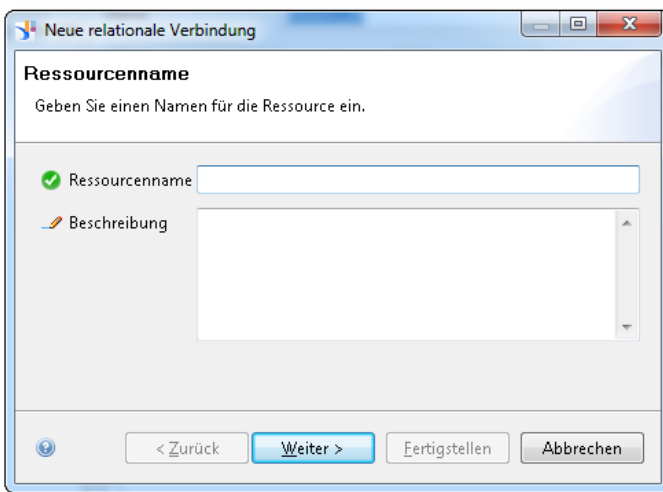 Neue relationale Verbindung
Ressourcenname
Geben Sie einen Namen für die Ressource ein.
Ressourcenname
Beschreibung
< Zurück Weiter > Fertigstellen Abbrechen